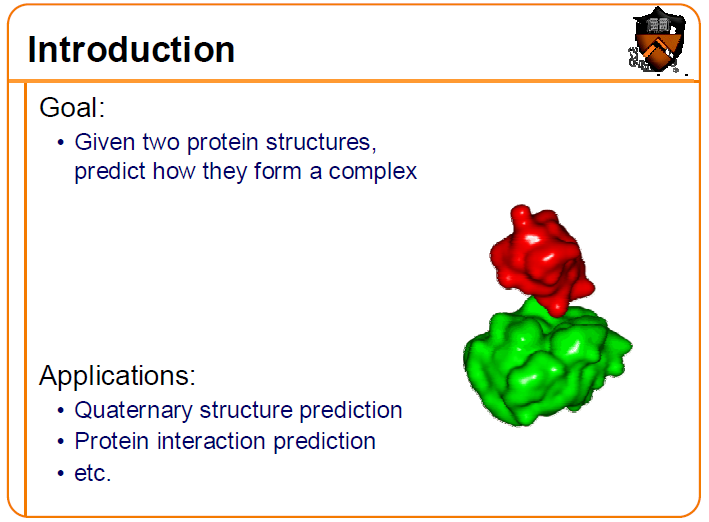 Introduction
Goal:
• Given two protein structures,
predict how they form a complex
Applications:
• Quaternary structure prediction
• Protein interaction prediction
• etc.